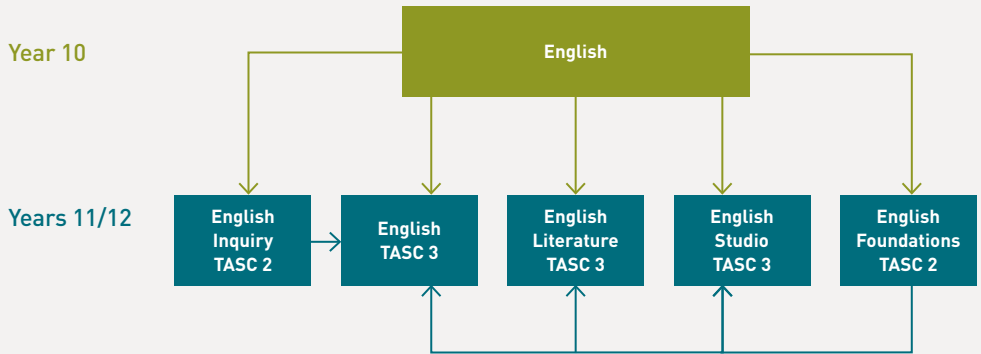 Year 10
English
Years 11/12
English
Inquiry
TASC 2
English
TASC 3
English
Literature
TASC 3
English
Studio
TASC 3
English
Foundations
TASC 2